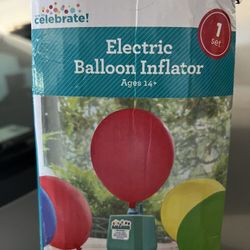 celebrate!
Electric
Balloon Inflator
Ages 14+
1
set